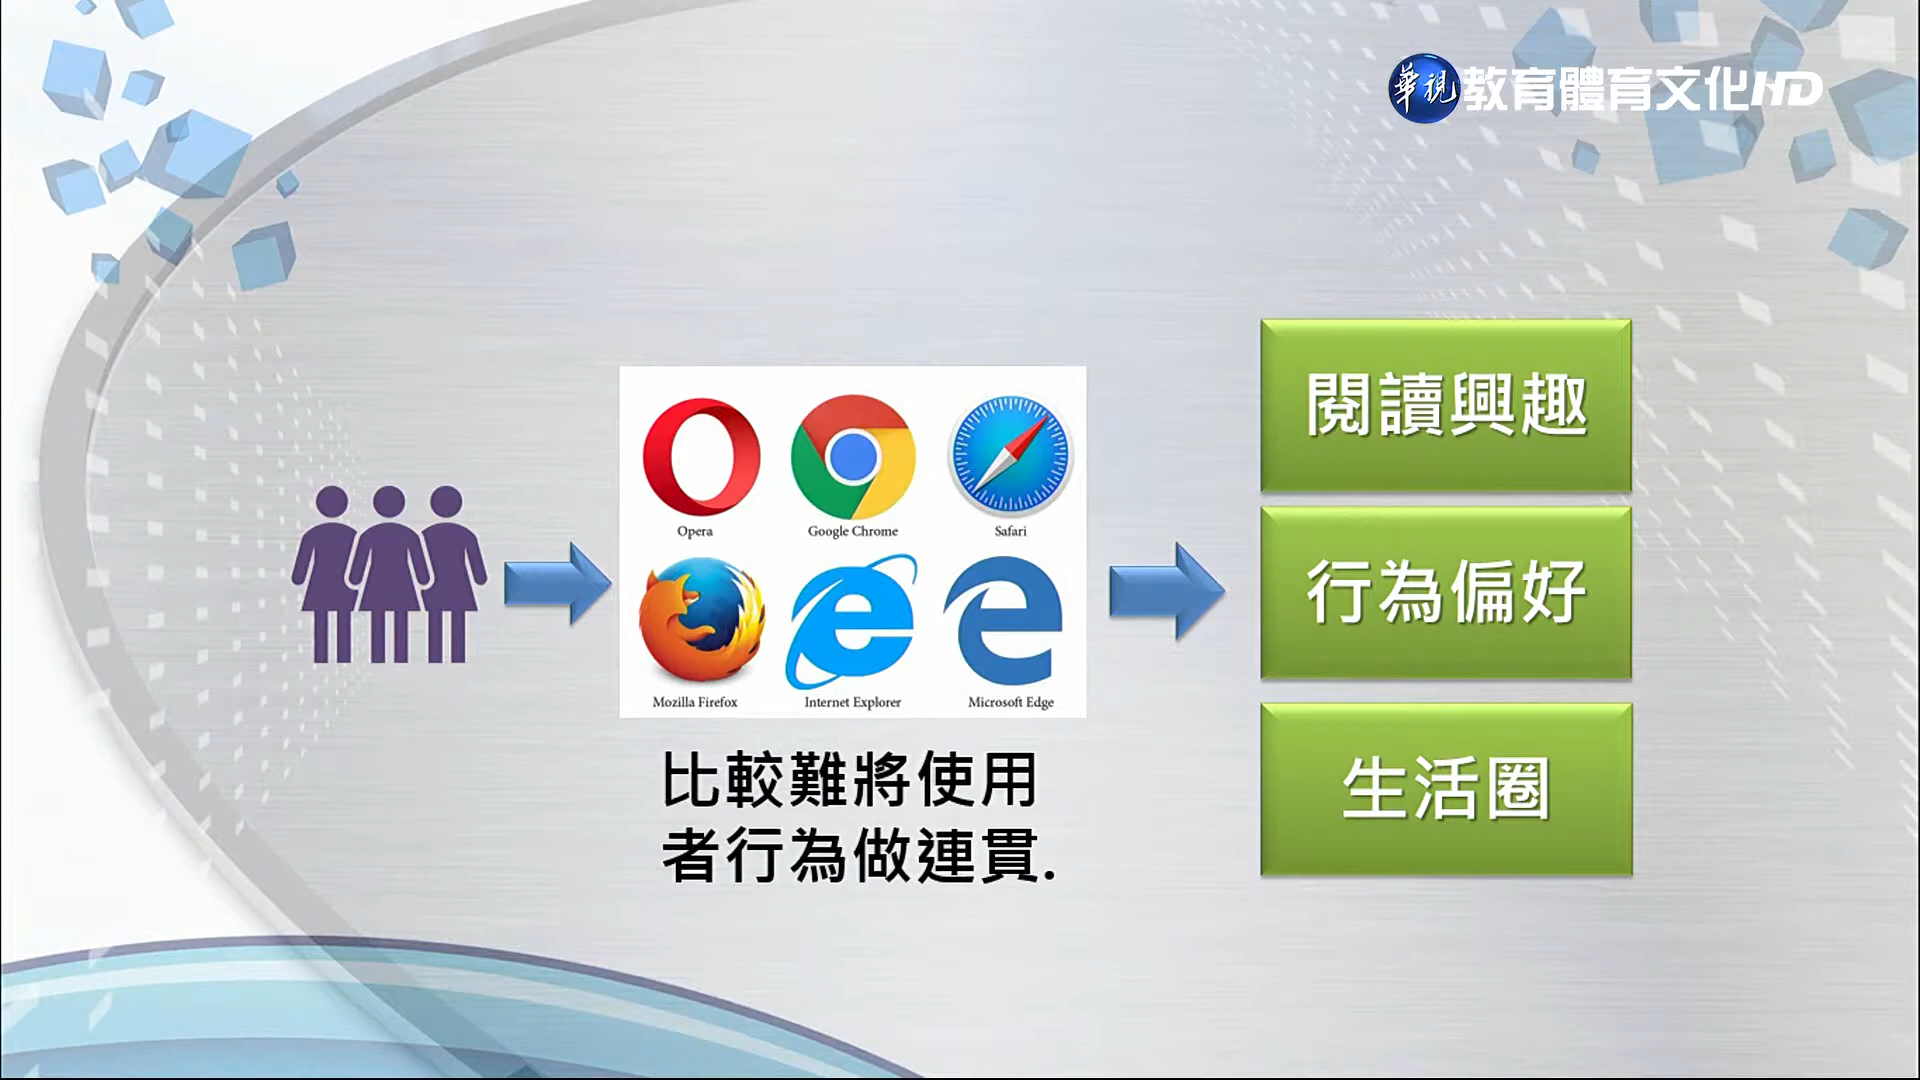 華視 教育體育文化HD
Opera
Google Chrome
Safari
Mozilla Firefox
Internet Explorer
Microsoft Edge
比較難將使用
者行為做連貫.
閱讀興趣
行為偏好
生活圈